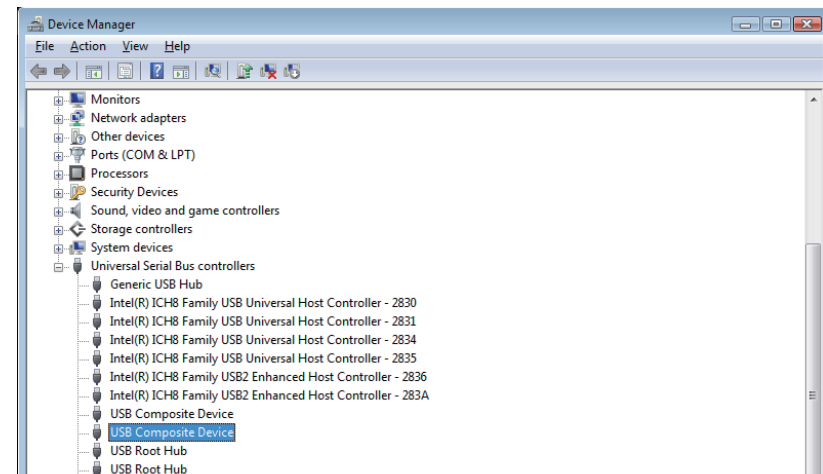 Device Manager
File Action View Help
Monitors
Network adapters
Other devices
Ports (COM & LPT)
Processors
Security Devices
Sound, video and game controllers
Storage controllers
System devices
Universal Serial Bus controllers
Generic USB Hub
Intel(R) ICH8 Family USB Universal Host Controller - 2830
Intel(R) ICH8 Family USB Universal Host Controller - 2831
Intel(R) ICH8 Family USB Universal Host Controller - 2834
Intel(R) ICH8 Family USB Universal Host Controller - 2835
Intel(R) ICH8 Family USB2 Enhanced Host Controller - 2836
Intel(R) ICH8 Family USB2 Enhanced Host Controller - 283A
USB Composite Device
USB Composite Device
USB Root Hub
USB Root Hub